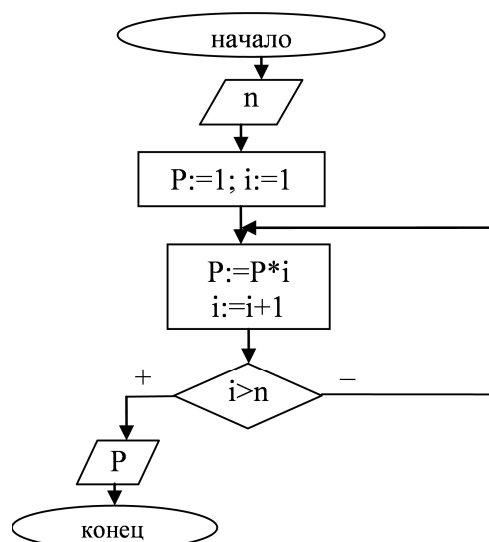 начало
n
P:=1; i:=1
P:=P*i
i:=i+1
i>n
+
–
P
конец